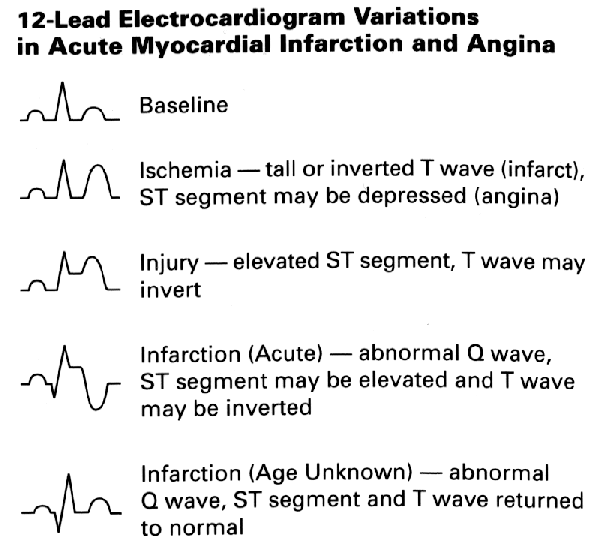 12-Lead Electrocardiogram Variations
in Acute Myocardial Infarction and Angina
Baseline
Ischemia — tall or inverted T wave (infarct),
ST segment may be depressed (angina)
Injury — elevated ST segment, T wave may
invert
Infarction (Acute) — abnormal Q wave,
ST segment may be elevated and T wave
may be inverted
Infarction (Age Unknown) — abnormal
Q wave, ST segment and T wave returned
to normal